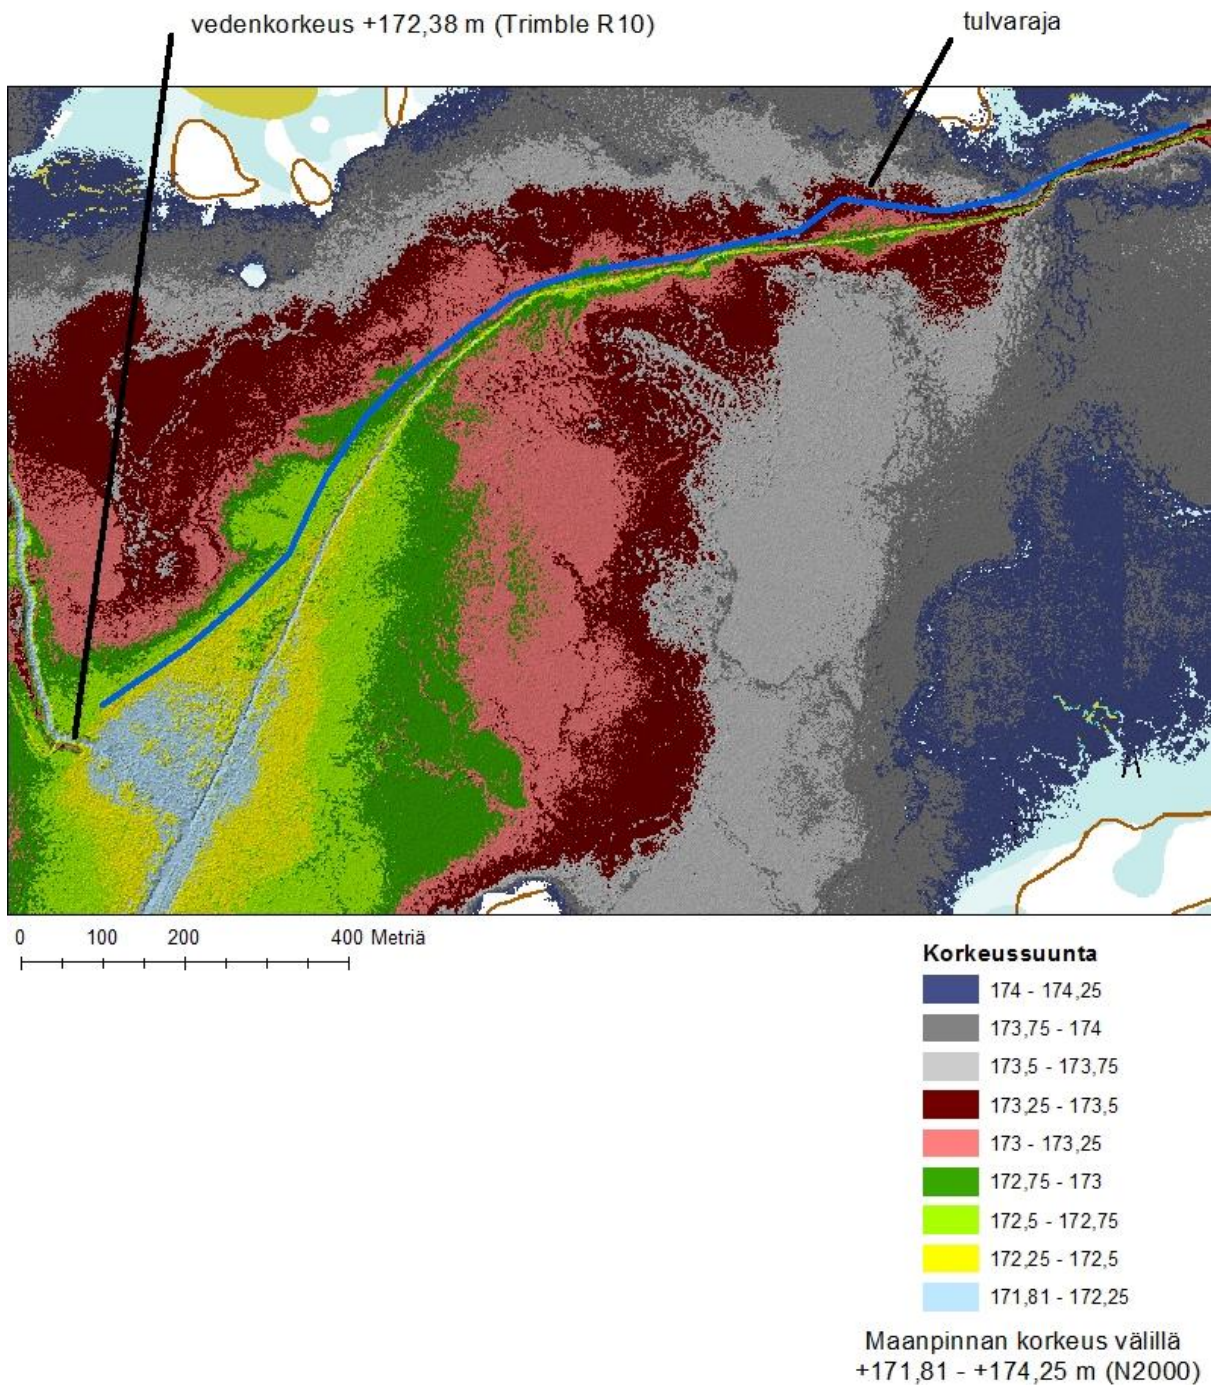 vedenkorkeus +172,38 m (Trimble R10)
tulvaraja
0 100 200 400 Metriä
Korkeussuunta
174 - 174,25
173,75 - 174
173,5 - 173,75
173,25 - 173,5
173 - 173,25
172,75 - 173
172,5 - 172,75
172,25 - 172,5
171,81 - 172,25
Maanpinnan korkeus välillä
+171,81 - +174,25 m (N2000)